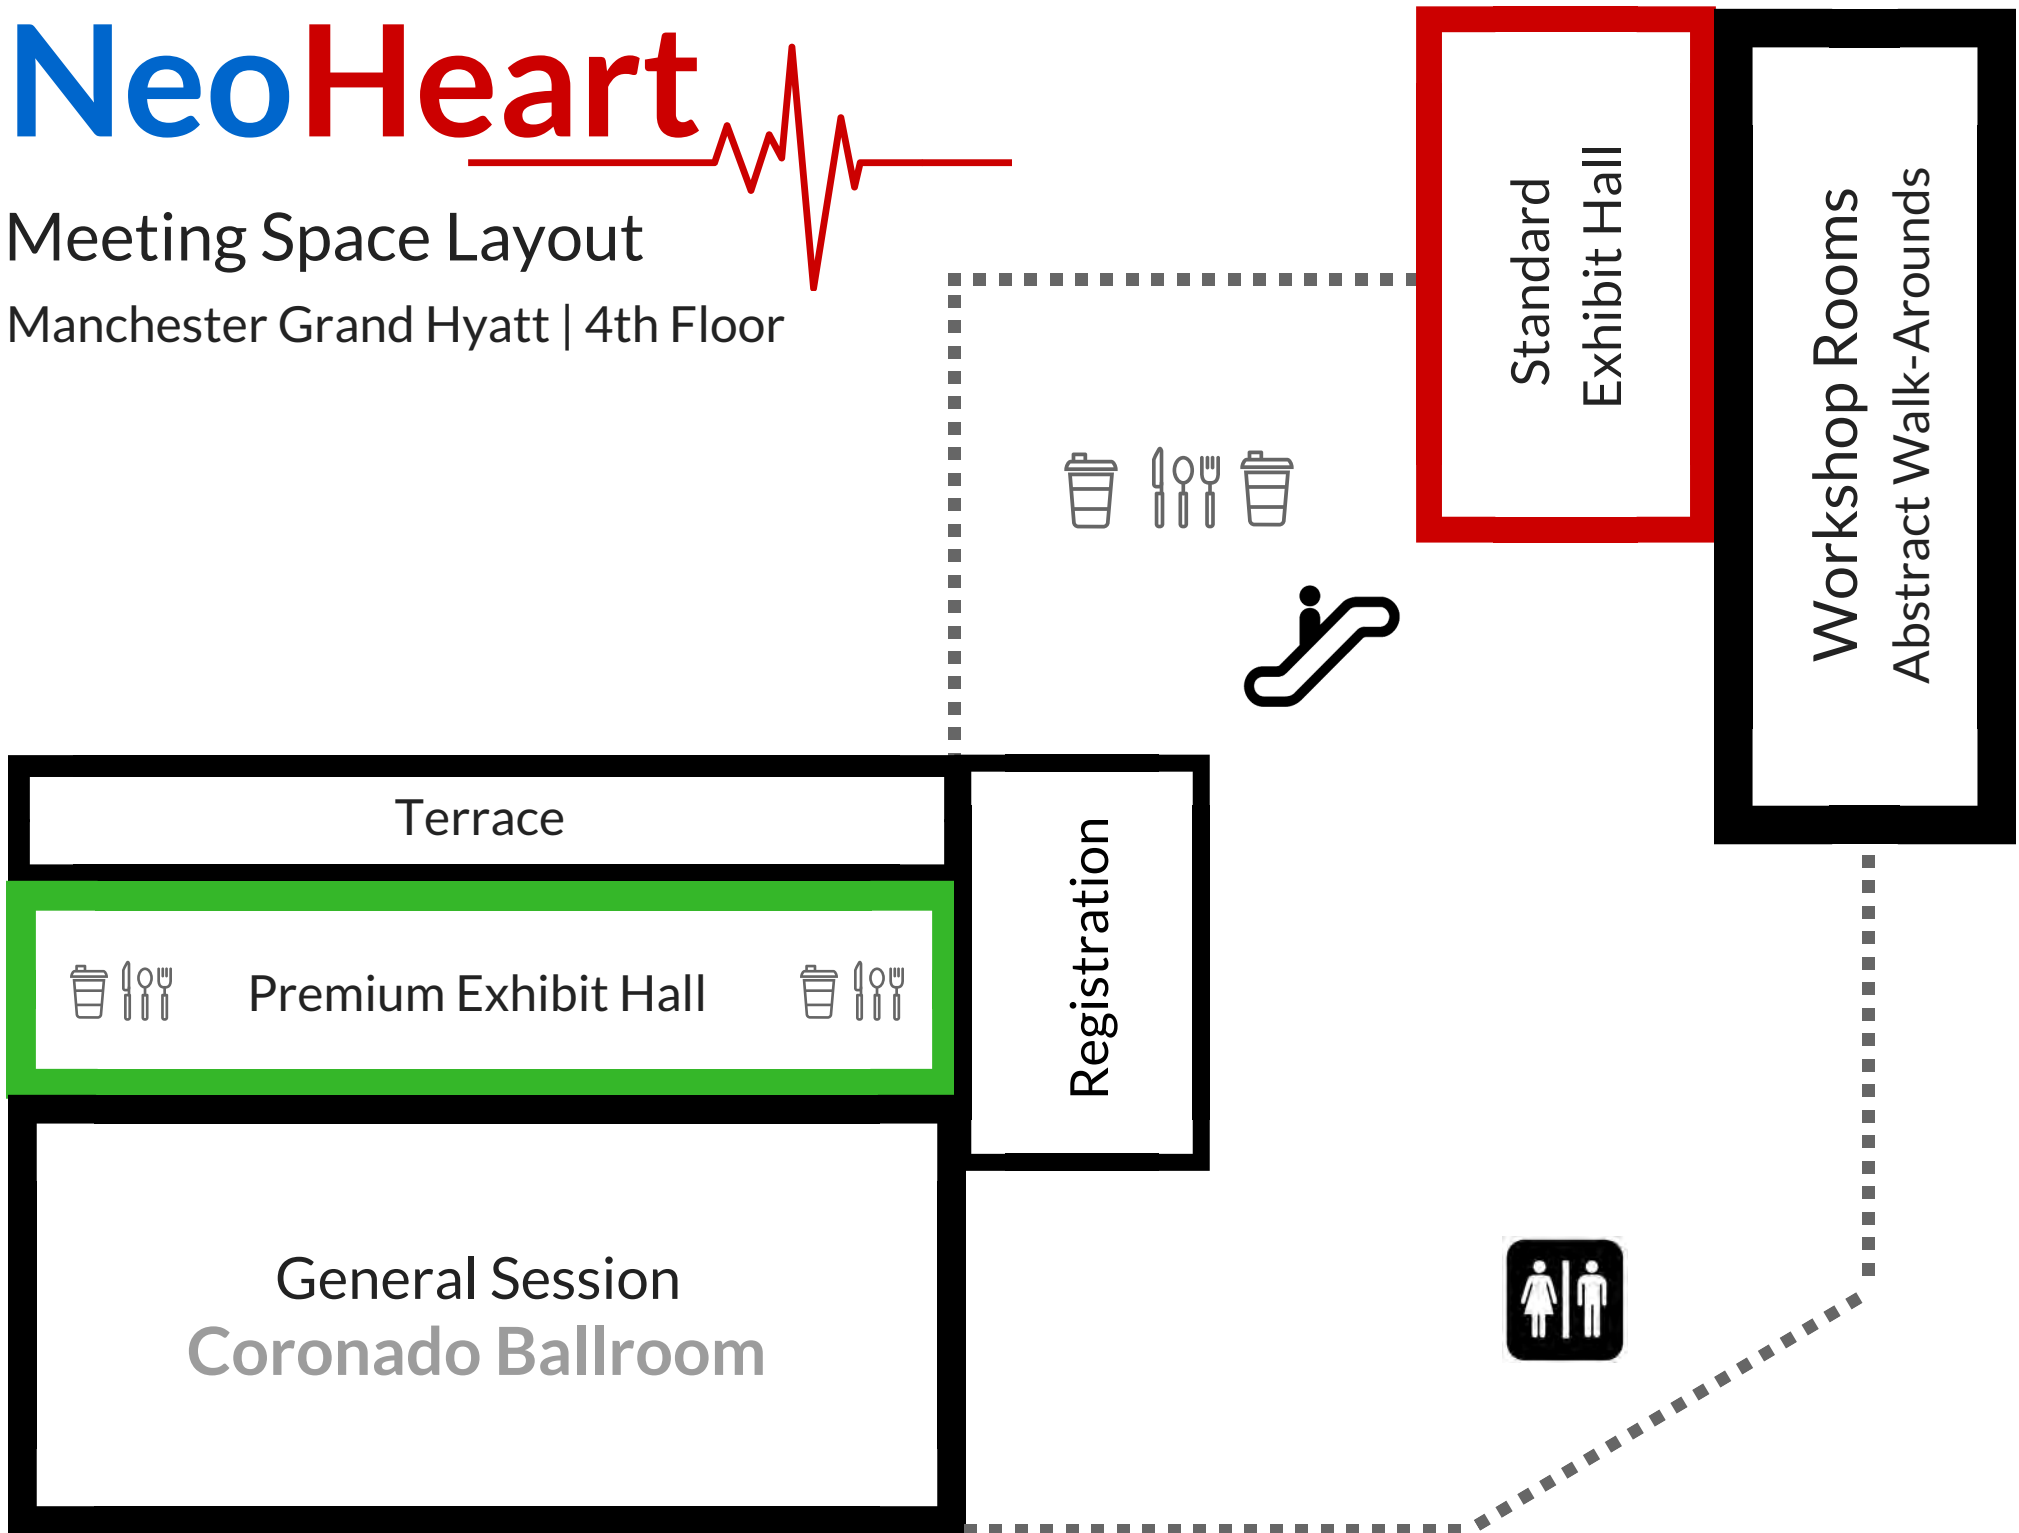 NeoHeart
Meeting Space Layout
Manchester Grand Hyatt | 4th Floor
Standard
Exhibit Hall
Workshop Rooms
Abstract Walk-Arounds
Terrace
Premium Exhibit Hall
Registration
General Session
Coronado Ballroom